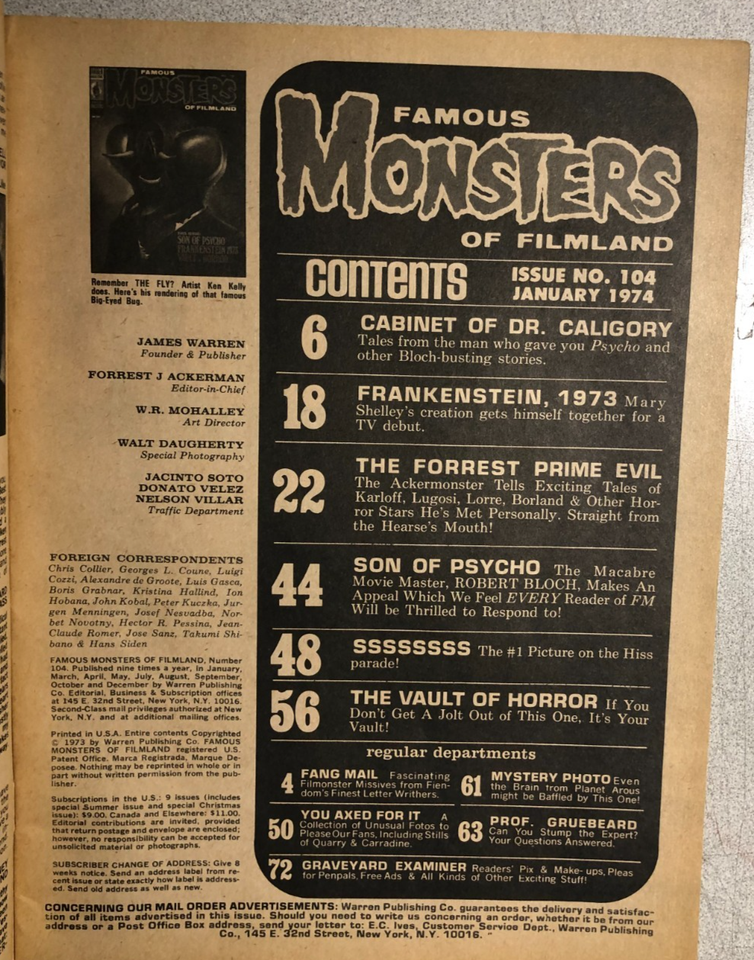 FAMOUS
MONSTERS
OF FILMLAND
SON OF PSYCHO
FRANKENSTEIN 1973
Remember THE FLY? Artist Ken Kelly
does. Here's his rendering of that famous
Big-Eyed Bug.
JAMES WARREN
Founder & Publisher
FORREST J ACKERMAN
Editor-in-Chief
W.R. MOHALLEY
Art Director
WALT DAUGHERTY
Special Photography
JACINTO SOTO
DONATO VELEZ
NELSON VILLAR
Traffic Department
FOREIGN CORRESPONDENTS
Chris Collier, Georges L. Coune, Luigi
Cozzi, Alexandre de Groote, Luis Gasca,
Boris Grabnar, Kristina Hallind, Ion
Hobana, John Kobal, Peter Kuczka, Jur-
gen Menningen, Josef Nesvadba, Nor-
bet Novotny, Hector R. Pessina, Jean-
Claude Romer, Jose Sanz, Takumi Shi-
bano & Hans Siden
FAMOUS MONSTERS OF FILMLAND, Number
104. Published nine times a year, in January,
March, April, May, July, August, September,
October and December by Warren Publishing
Co. Editorial, Business & Subscription offices
at 145 E. 32nd Street, New York, N.Y. 10016.
Second-Class mail privileges authorized at New
York, N.Y. and at additional mailing offices.
Printed in U.S.A. Entire contents Copyrighted
© 1973 by Warren Publishing Co. FAMOUS
MONSTERS OF FILMLAND registered U.S.
Patent Office. Marca Registrada, Marque De-
posee. Nothing may be reprinted in whole or in
part without written permission from the pub-
lisher.
Subscriptions in the U.S.: 9 issues (includes
special Summer issue and special Christmas
issue): $9.00. Canada and Elsewhere: $11.00.
Editorial contributions are invited, provided
that return postage and envelope are enclosed;
however, no responsibility can be accepted for
unsolicited material or photographs.
SUBSCRIBER CHANGE OF ADDRESS: Give 8
weeks notice. Send an address label from re-
cent issue or state exactly how label is address-
ed. Send old address as well as new.
FAMOUS
MONSTERS
OF FILMLAND
CONTENTS
ISSUE NO. 104
JANUARY 1974
6 CABINET OF DR. CALIGORY
Tales from the man who gave you Psycho and
other Bloch-busting stories.
18 FRANKENSTEIN, 1973 Mary
Shelley's creation gets himself together for a
TV debut.
22 THE FORREST PRIME EVIL
The Ackermonster Tells Exciting Tales of
Karloff, Lugosi, Lorre, Borland & Other Hor-
ror Stars He's Met Personally. Straight from
the Hearse's Mouth!
44 SON OF PSYCHO The Macabre
Movie Master, ROBERT BLOCH, Makes An
Appeal Which We Feel EVERY Reader of FM
Will be Thrilled to Respond to!
48 SSSSSSSS The #1 Picture on the Hiss
parade!
56 THE VAULT OF HORROR If You
Don't Get A Jolt Out of This One, It's Your
Vault!
regular departments
4 FANG MAIL Fascinating
Filmonster Missives from Fien-
dom's Finest Letter Writhers.
61 MYSTERY PHOTO Even
the Brain from Planet Arous
might be Baffled by This One!
50 YOU AXED FOR IT A
Collection of Unusual Fotos to
Please Our Fans, Including Stills
of Quarry & Carradine.
63 PROF. GRUEBEARD
Can You Stump the Expert?
Your Questions Answered.
72 GRAVEYARD EXAMINER Readers' Pix & Make-ups, Pleas
for Penpals, Free Ads & All Kinds of Other Exciting Stuff!
CONCERNING OUR MAIL ORDER ADVERTISEMENTS: Warren Publishing Co. guarantees the delivery and satisfac-
tion of all items advertised in this issue. Should you need to write us concerning an order, whether it be from our
address or a Post Office Box address, send your letter to: E.C. Ives, Customer Service Dept., Warren Publishing
Co., 145 E. 32nd Street, New York, N.Y. 10016.